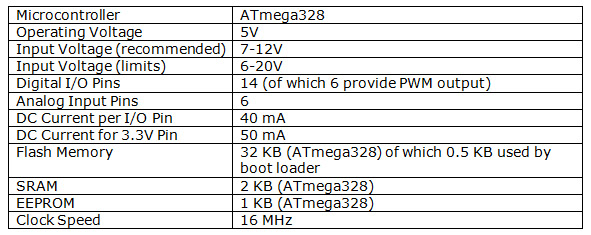 Microcontroller ATmega328
Operating Voltage 5V
Input Voltage (recommended) 7-12V
Input Voltage (limits) 6-20V
Digital I/O Pins 14 (of which 6 provide PWM output)
Analog Input Pins 6
DC Current per I/O Pin 40 mA
DC Current for 3.3V Pin 50 mA
Flash Memory 32 KB (ATmega328) of which 0.5 KB used by
boot loader
SRAM 2 KB (ATmega328)
EEPROM 1 KB (ATmega328)
Clock Speed 16 MHz